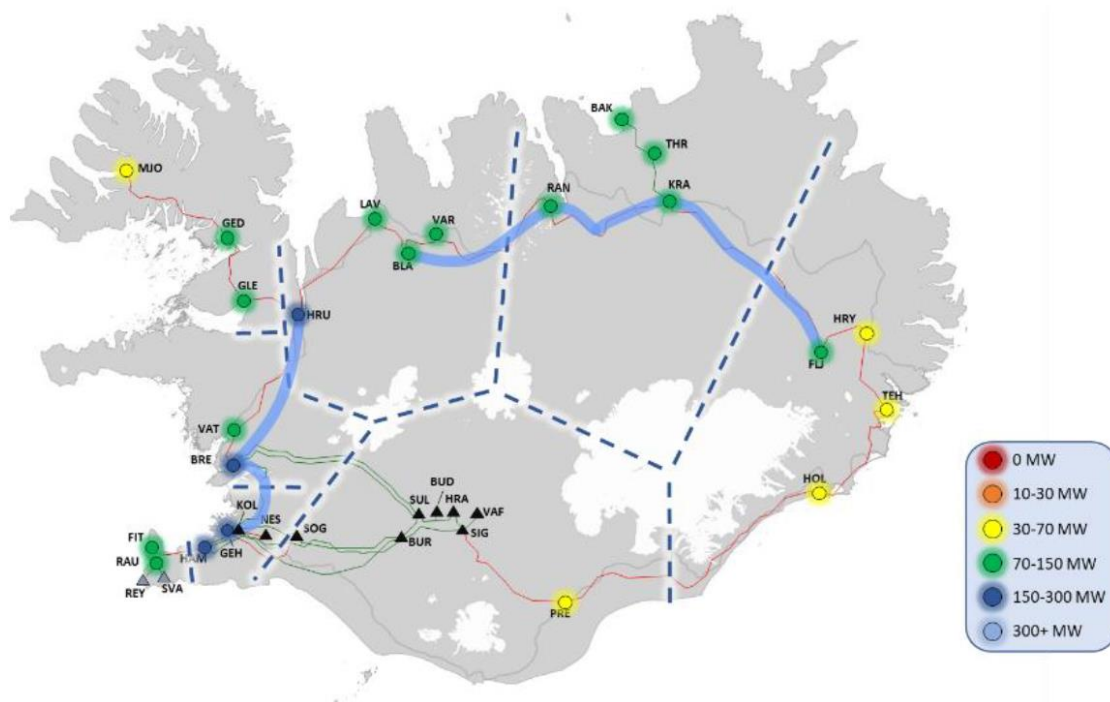 BAK
THR
MJO
RAN
KRA
LAV
VAR
GED
BLA
GLE
HRU
HRY
FLJ
TEH
VAT
BRE
HOL
BUD
HRA
SUL
VAF
KOL
NES
SOG
BUR
SIG
FIT
HAM
GEH
RAU
REY
SVA
PRE
0 MW
10-30 MW
30-70 MW
70-150 MW
150-300 MW
300+ MW